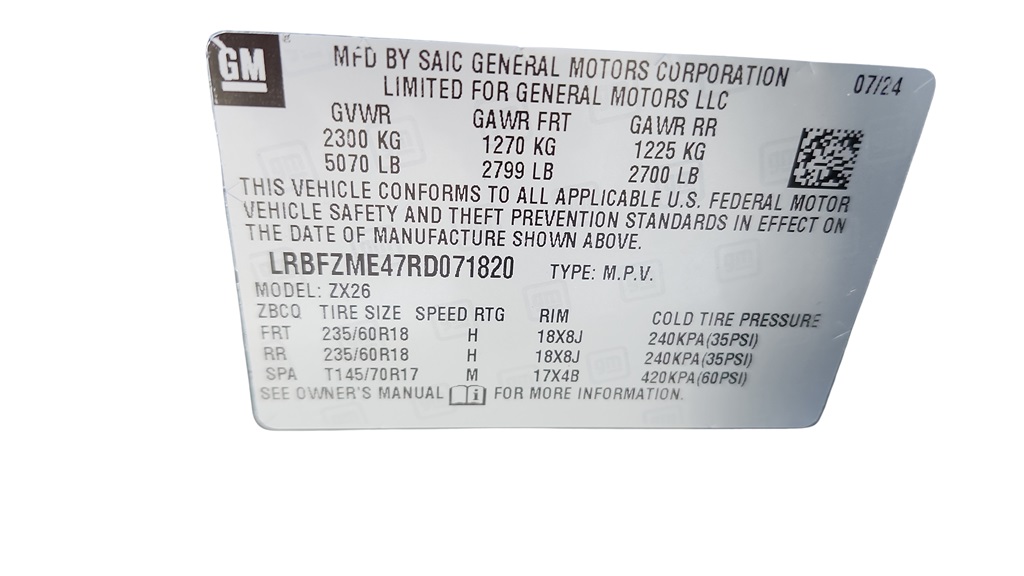 GM
MFD BY SAIC GENERAL MOTORS CORPORATION 07/24
LIMITED FOR GENERAL MOTORS LLC
GVWR GAWR FRT GAWR RR
2300 KG 1270 KG 1225 KG
5070 LB 2799 LB 2700 LB
THIS VEHICLE CONFORMS TO ALL APPLICABLE U.S. FEDERAL MOTOR
VEHICLE SAFETY AND THEFT PREVENTION STANDARDS IN EFFECT ON
THE DATE OF MANUFACTURE SHOWN ABOVE.
LRBFZME47RD071820 TYPE: M.P.V.
MODEL: ZX26
ZBCQ TIRE SIZE SPEED RTG RIM COLD TIRE PRESSURE
FRT 235/60R18 H 18X8J 240KPA(35PSI)
RR 235/60R18 H 18X8J 240KPA(35PSI)
SPA T145/70R17 M 17X4B 420KPA(60PSI)
SEE OWNER'S MANUAL i FOR MORE INFORMATION.